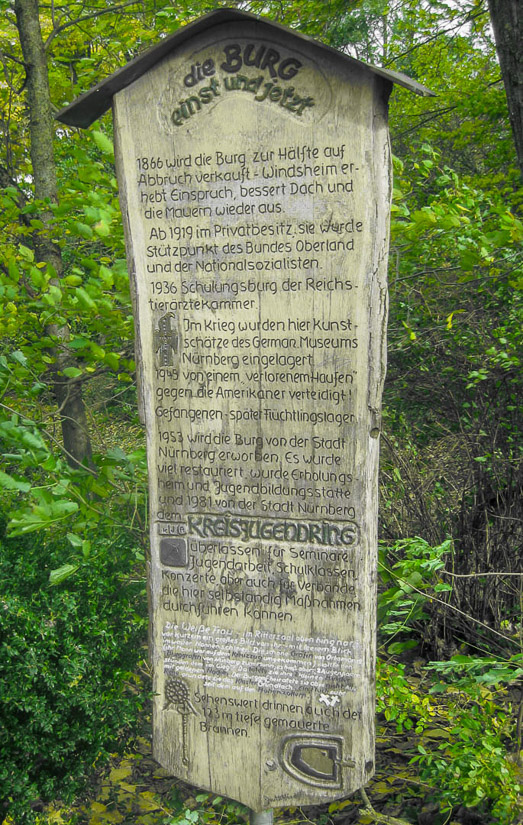 die BURG
einst und jetzt
1866 wird die Burg zur Hälfte auf
Abbruch verkauft - Windsheim er-
hebt Einspruch, bessert Dach und
die Mauern wieder aus.
Ab 1919 im Privatbesitz, sie wurde
Stützpunkt des Bundes Oberland
und der Nationalsozialisten.
1936 Schulungsburg der Reichs-
tierärztekammer.
Im Krieg wurden hier Kunst-
schätze des German. Museums
Nürnberg eingelagert.
von einem "verlorenem Haufen"
gegen die Amerikaner verteidigt!
Gefangenen - später Flüchtlingslager.
1953 wird die Burg von der Stadt
Nürnberg erworben. Es wurde
viel restauriert, wurde Erholungs-
heim und Jugendbildungsstätte
und 1981 von der Stadt Nürnberg
dem KREISJUGENDRING
überlassen für Seminare
Jugendarbeit Schulklassen
Konzerte aber auch für Verbände
die hier selbständig Maßnahmen
durchführen können.
Die Weiße Frau im Rittersaal oben hing
Sehenswert drinnen auch der
73 m tiefe gemauerte
Brunnen.